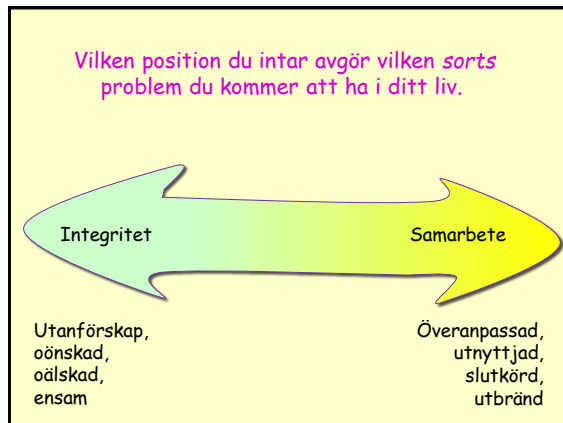 Vilken position du intar avgör vilken sorts
problem du kommer att ha i ditt liv.
Integritet
Samarbete
Utanförskap,
oönskad,
oälskad,
ensam
Överanpassad,
utnyttjad,
slutkörd,
utbränd